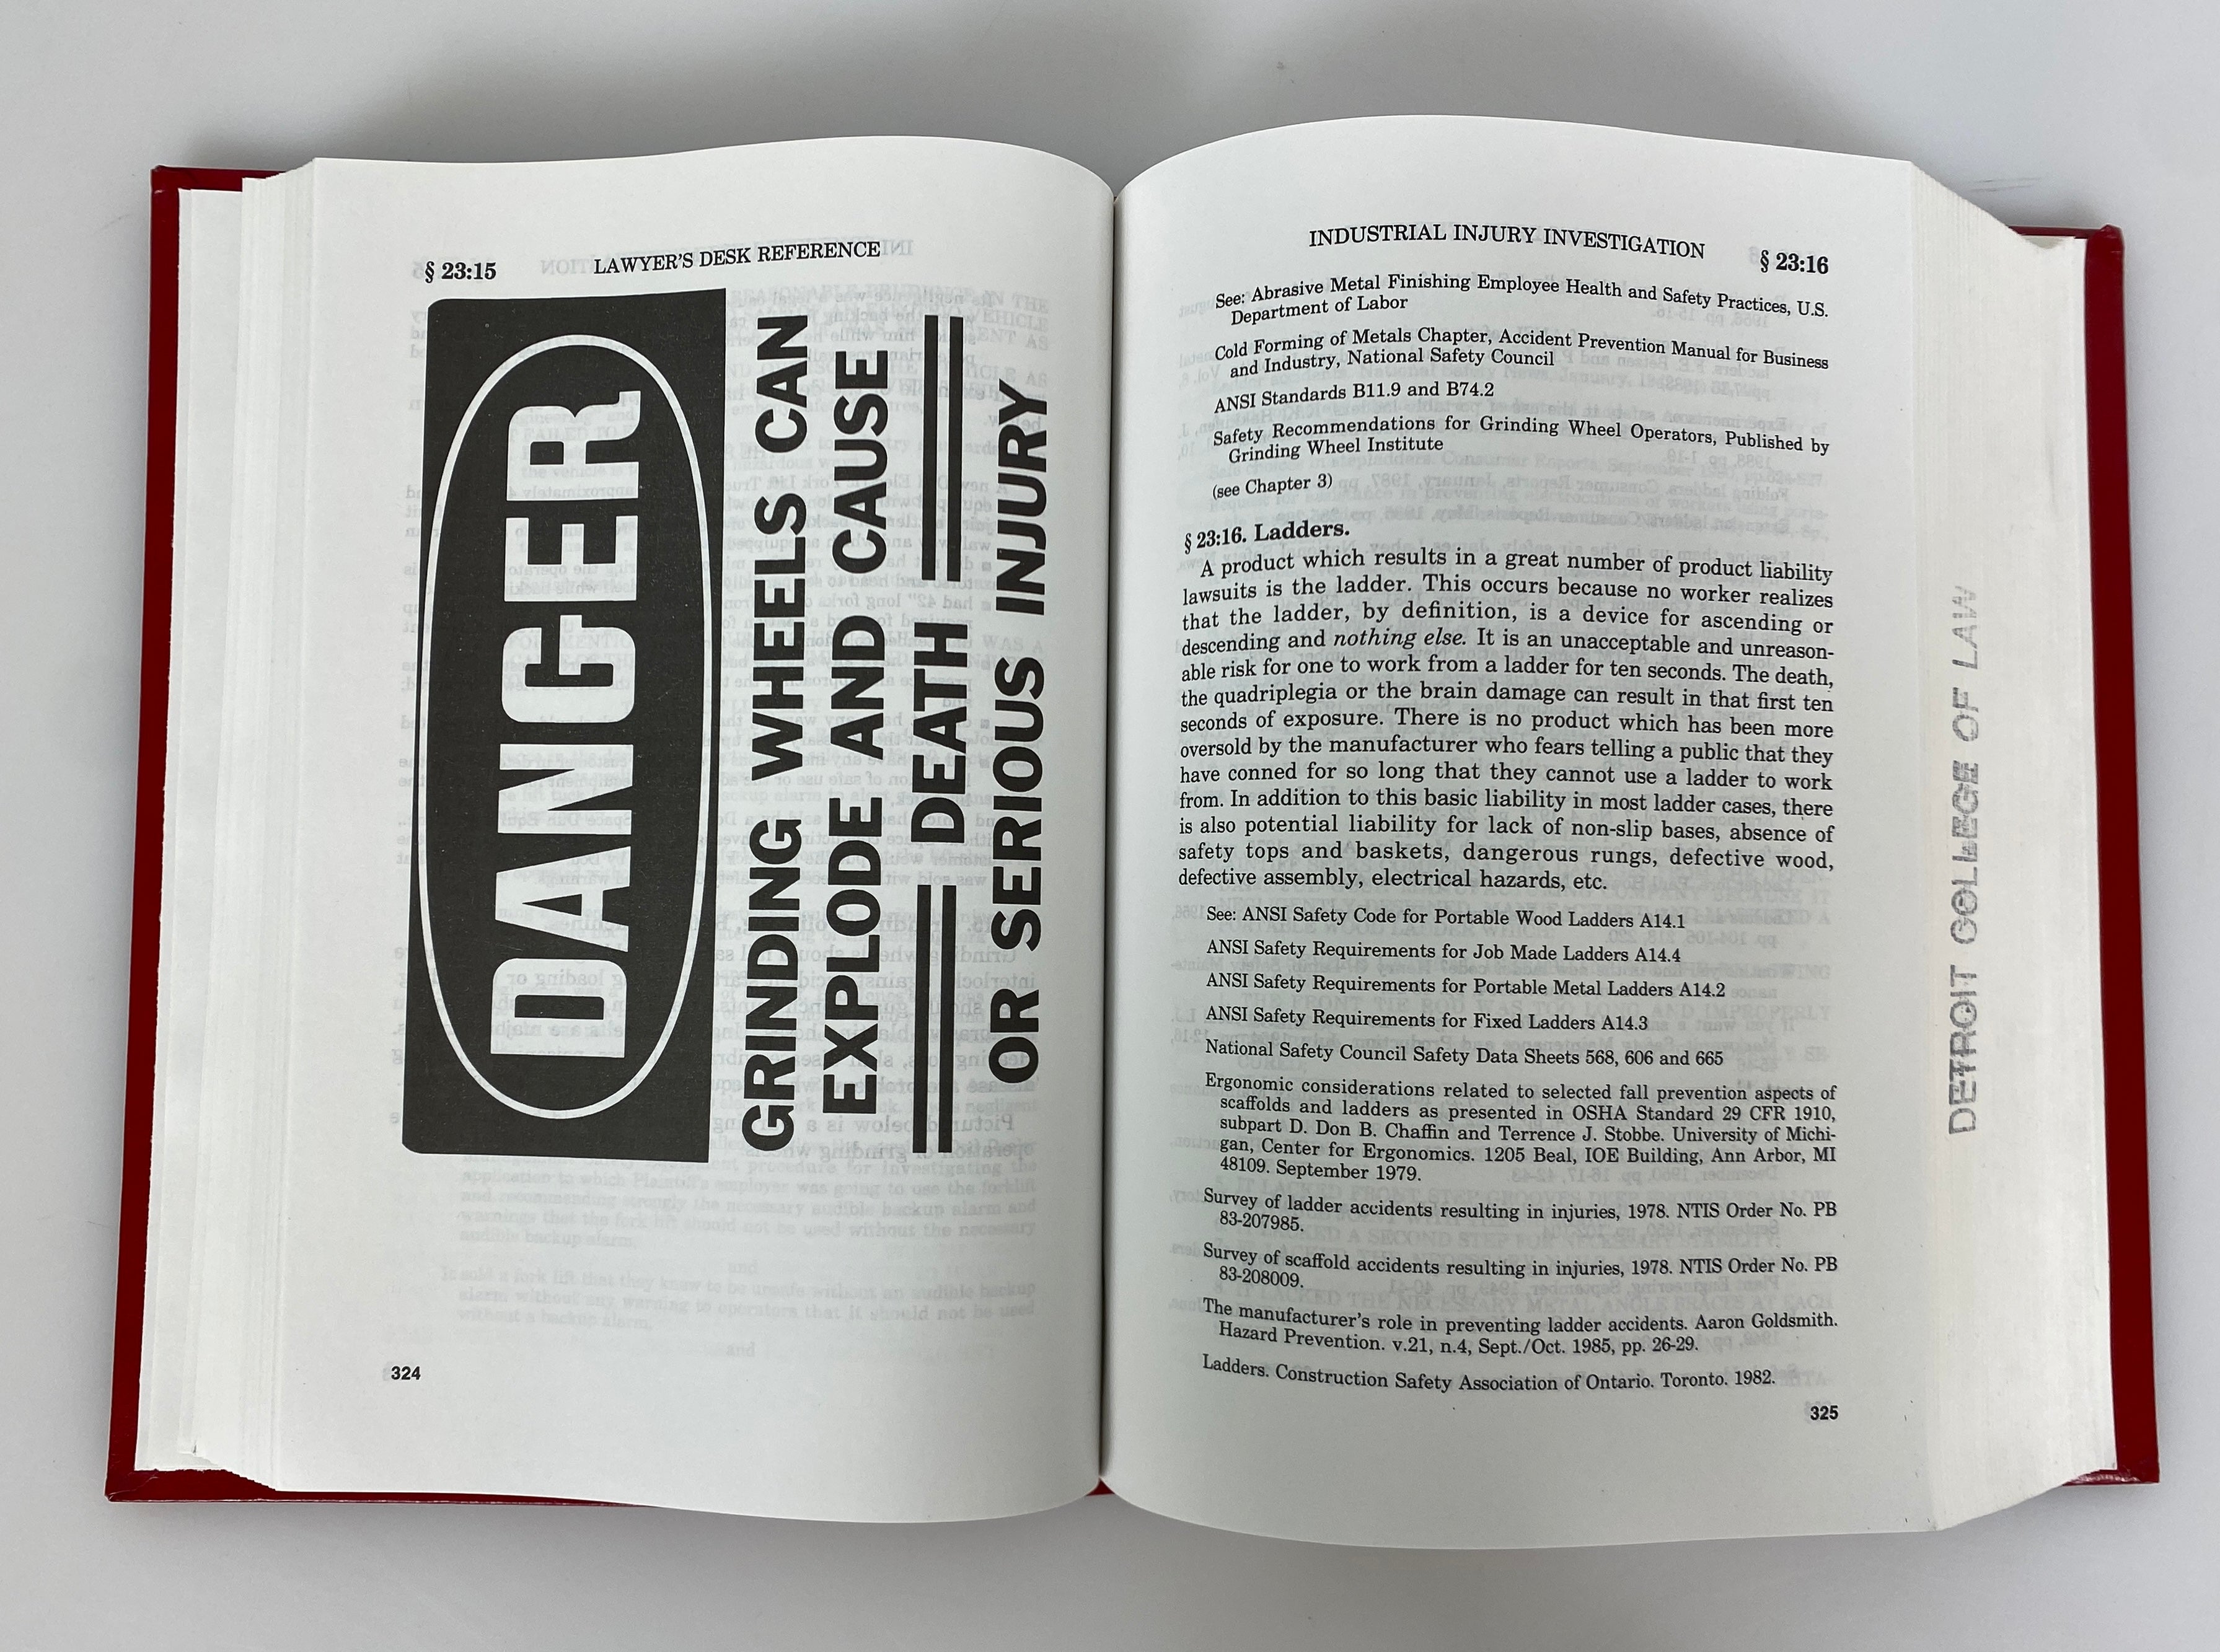 § 23:15 LAWYER'S DESK REFERENCE
DANGER
GRINDING WHEELS CAN
EXPLODE AND CAUSE
DEATH
OR SERIOUS INJURY
324
INDUSTRIAL INJURY INVESTIGATION § 23:16
See: Abrasive Metal Finishing Employee Health and Safety Practices, U.S.
Department of Labor
Cold Forming of Metals Chapter, Accident Prevention Manual for Business
and Industry, National Safety Council
ANSI Standards B11.9 and B74.2
Safety Recommendations for Grinding Wheel Operators, Published by
Grinding Wheel Institute
(see Chapter 3)
§ 23:16. Ladders.
A product which results in a great number of product liability
lawsuits is the ladder. This occurs because no worker realizes
that the ladder, by definition, is a device for ascending or
descending and nothing else. It is an unacceptable and unreason-
able risk for one to work from a ladder for ten seconds. The death,
the quadriplegia or the brain damage can result in that first ten
seconds of exposure. There is no product which has been more
oversold by the manufacturer who fears telling a public that they
have conned for so long that they cannot use a ladder to work
from. In addition to this basic liability in most ladder cases, there
is also potential liability for lack of non-slip bases, absence of
safety tops and baskets, dangerous rungs, defective wood,
defective assembly, electrical hazards, etc.
See: ANSI Safety Code for Portable Wood Ladders A14.1
ANSI Safety Requirements for Job Made Ladders A14.4
ANSI Safety Requirements for Portable Metal Ladders A14.2
ANSI Safety Requirements for Fixed Ladders A14.3
National Safety Council Safety Data Sheets 568, 606 and 665
Ergonomic considerations related to selected fall prevention aspects of
scaffolds and ladders as presented in OSHA Standard 29 CFR 1910,
subpart D. Don B. Chaffin and Terrence J. Stobbe. University of Michi-
gan, Center for Ergonomics. 1205 Beal, IOE Building, Ann Arbor, MI
48109. September 1979.
Survey of ladder accidents resulting in injuries, 1978. NTIS Order No. PB
83-207985.
Survey of scaffold accidents resulting in injuries, 1978. NTIS Order No. PB
83-208009.
The manufacturer's role in preventing ladder accidents. Aaron Goldsmith.
Hazard Prevention. v.21, n.4, Sept./Oct. 1985, pp. 26-29.
Ladders. Construction Safety Association of Ontario. Toronto. 1982.
325
DETROIT COLLEGE OF LAW